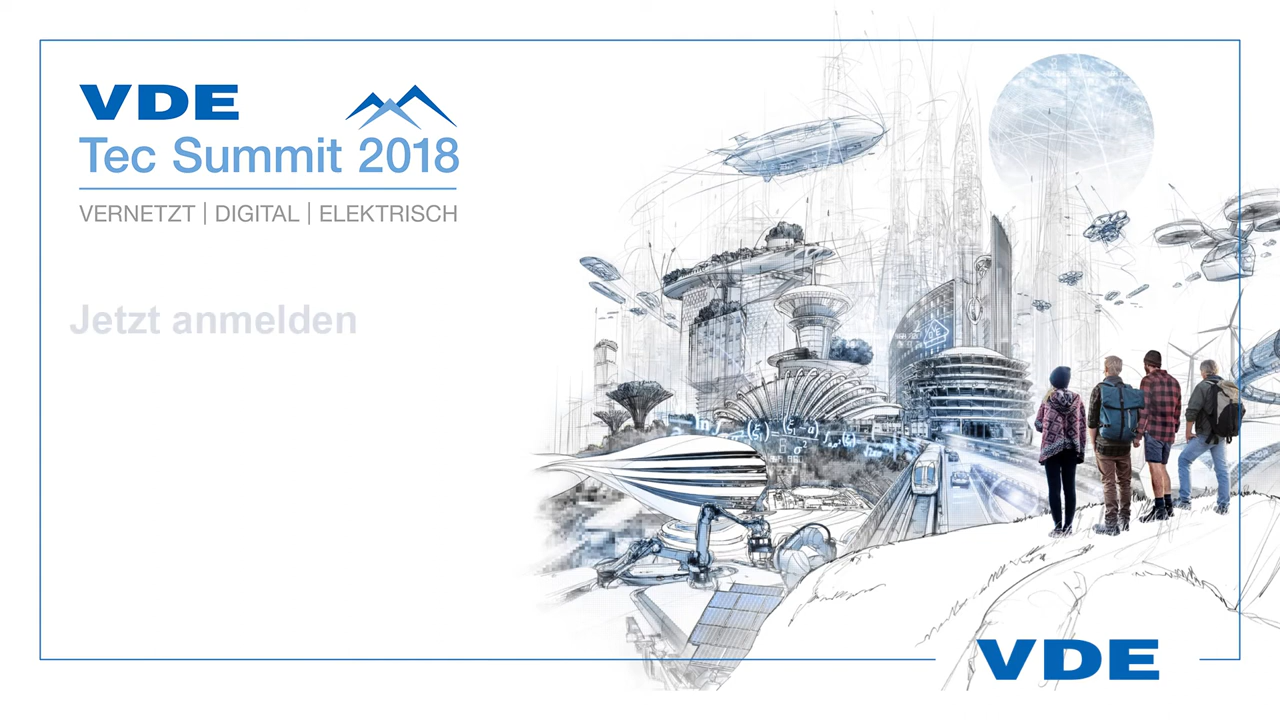 VDE
Tec Summit 2018
VERNETZT | DIGITAL | ELEKTRISCH
Jetzt anmelden
VDE